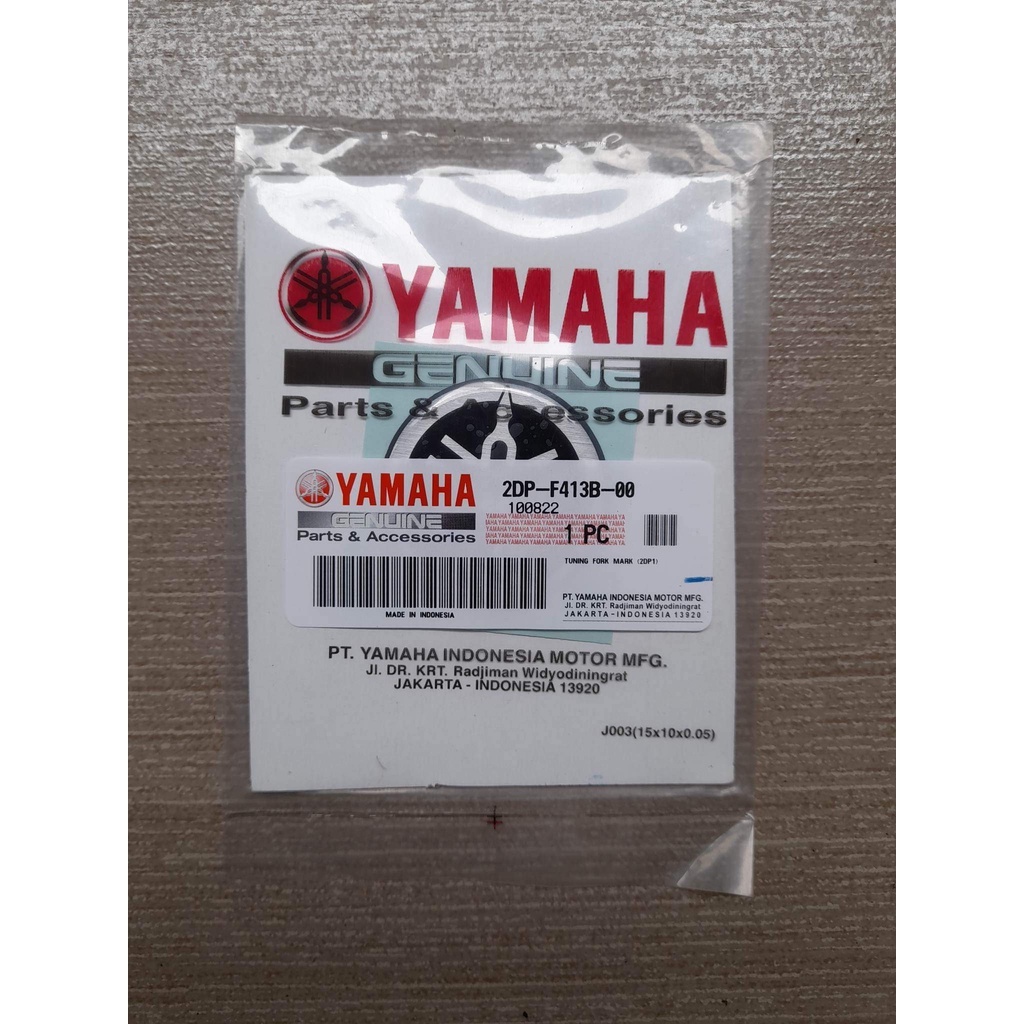 YAMAHA
GENUINE
Parts & Accessories
YAMAHA
GENUINE
Parts & Accessories
2DP-F413B-00
100822
1 PC
TUNING FORK MARK (2DP1)
MADE IN INDONESIA
PT. YAMAHA INDONESIA MOTOR MFG.
Jl. DR. KRT. Radjiman Widyodiningrat
JAKARTA - INDONESIA 13920
PT. YAMAHA INDONESIA MOTOR MFG.
Jl. DR. KRT. Radjiman Widyodiningrat
JAKARTA - INDONESIA 13920
J003(15x10x0.05)